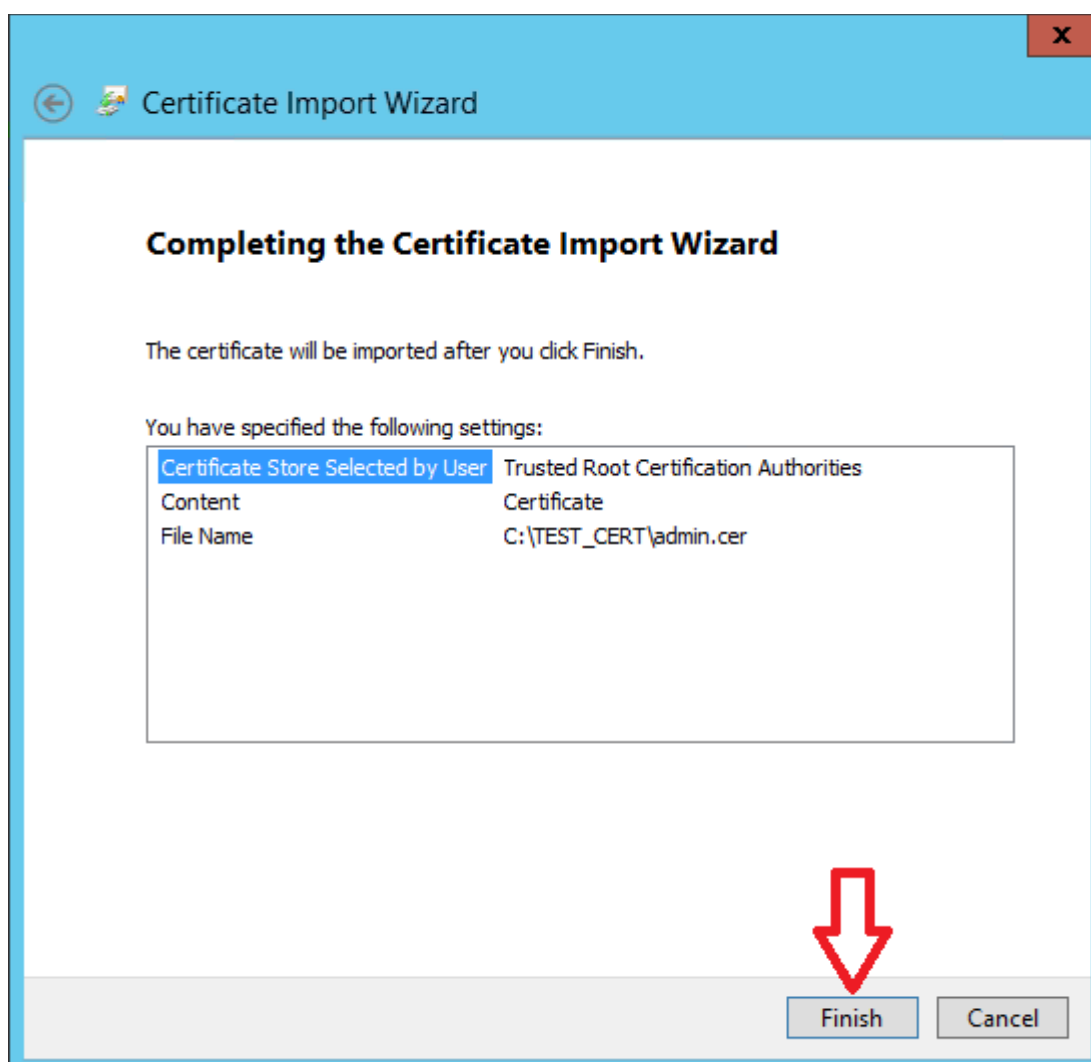 x
Certificate Import Wizard
Completing the Certificate Import Wizard
The certificate will be imported after you click Finish.
You have specified the following settings:
Certificate Store Selected by User Trusted Root Certification Authorities
Content Certificate
File Name C:\TEST_CERT\admin.cer
Finish Cancel